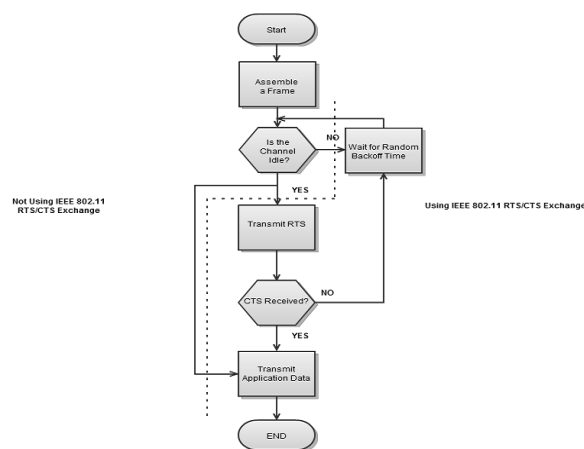 Start
Assemble
a Frame
Is the
Channel
Idle?
NO
Wait for Random
Backoff Time
YES
Not Using IEEE 802.11
RTS/CTS Exchange
Using IEEE 802.11 RTS/CTS Exchange
Transmit RTS
CTS Received?
NO
YES
Transmit
Application Data
END